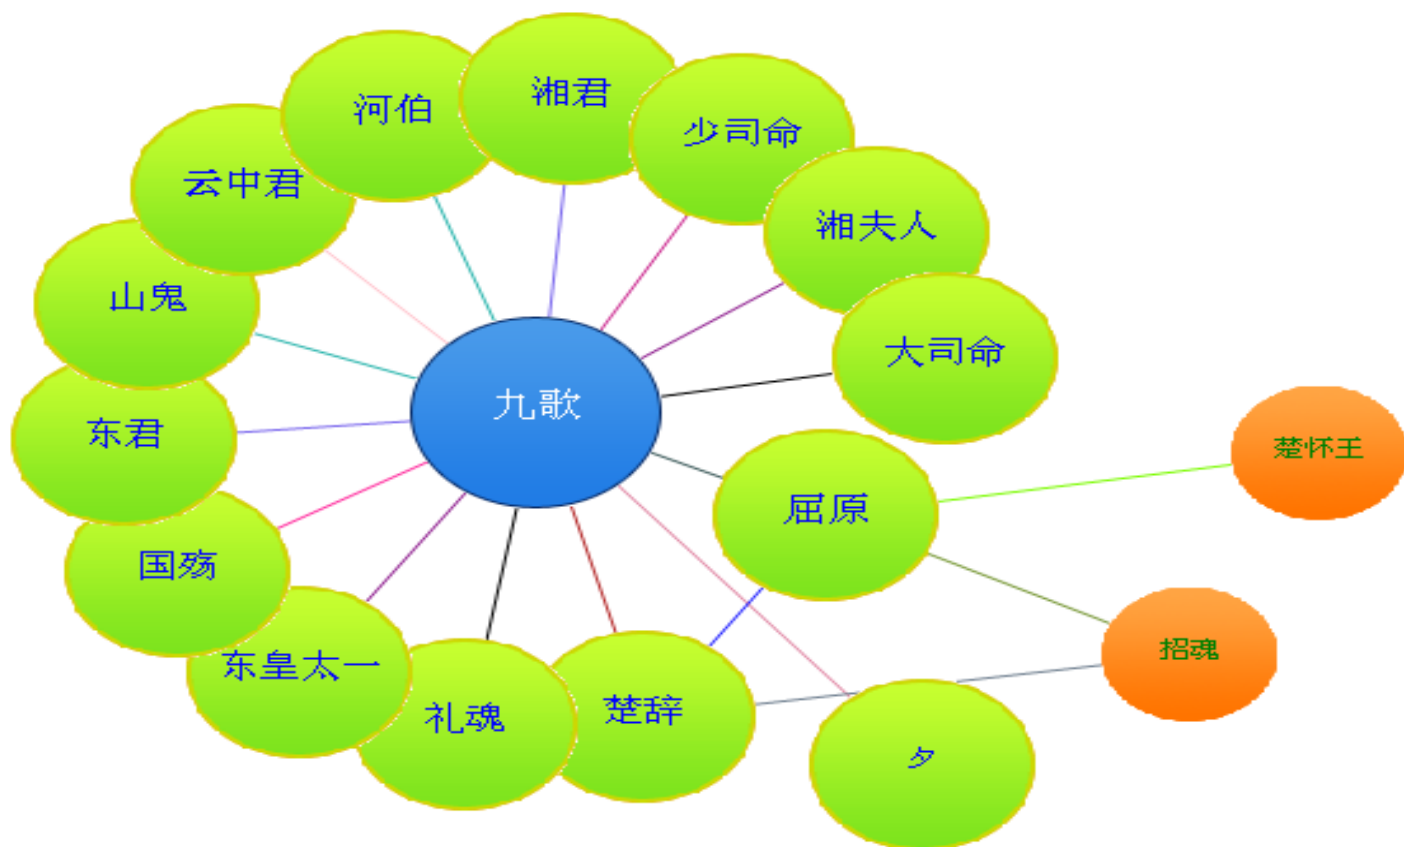 湘君
河伯
少司命
云中君
湘夫人
山鬼
大司命
九歌
东君
楚怀王
屈原
国殇
招魂
东皇太一
楚辞
礼魂
夕